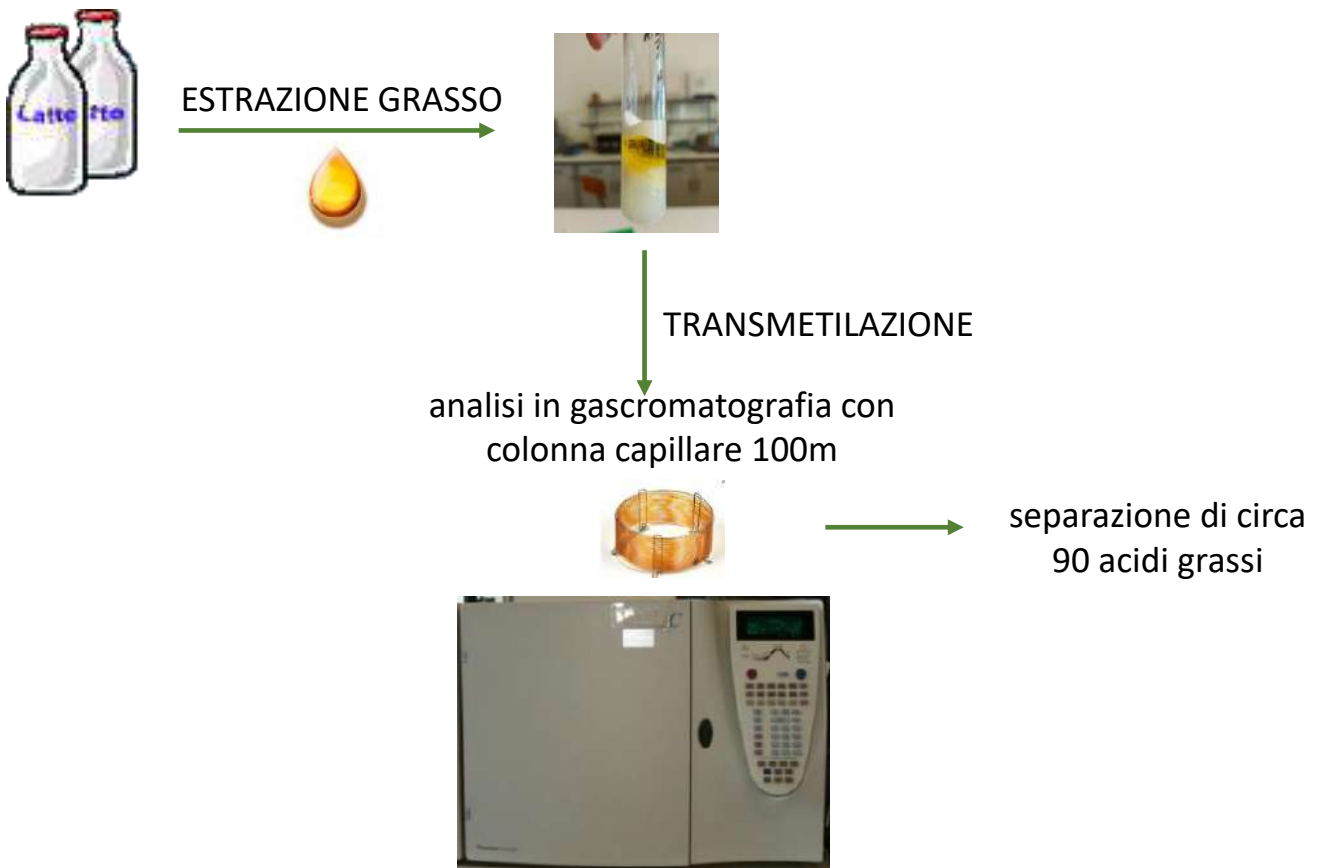 Latte
ESTRAZIONE GRASSO
TRANSMETILAZIONE
analisi in gascromatografia con
colonna capillare 100m
separazione di circa
90 acidi grassi